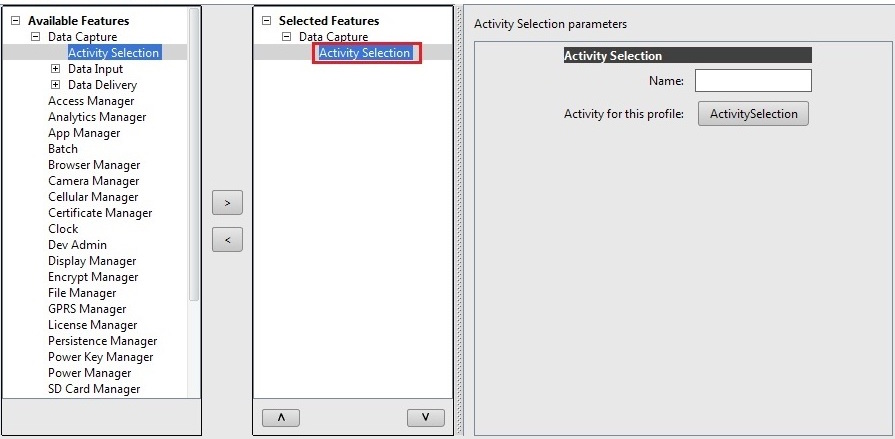 Available Features
Data Capture
Activity Selection
Data Input
Data Delivery
Access Manager
Analytics Manager
App Manager
Batch
Browser Manager
Camera Manager
Cellular Manager
Certificate Manager
Clock
Dev Admin
Display Manager
Encrypt Manager
File Manager
GPRS Manager
License Manager
Persistence Manager
Power Key Manager
Power Manager
SD Card Manager
>
<
Selected Features
Data Capture
Activity Selection
Λ
V
Activity Selection parameters
Activity Selection
Name:
Activity for this profile: ActivitySelection